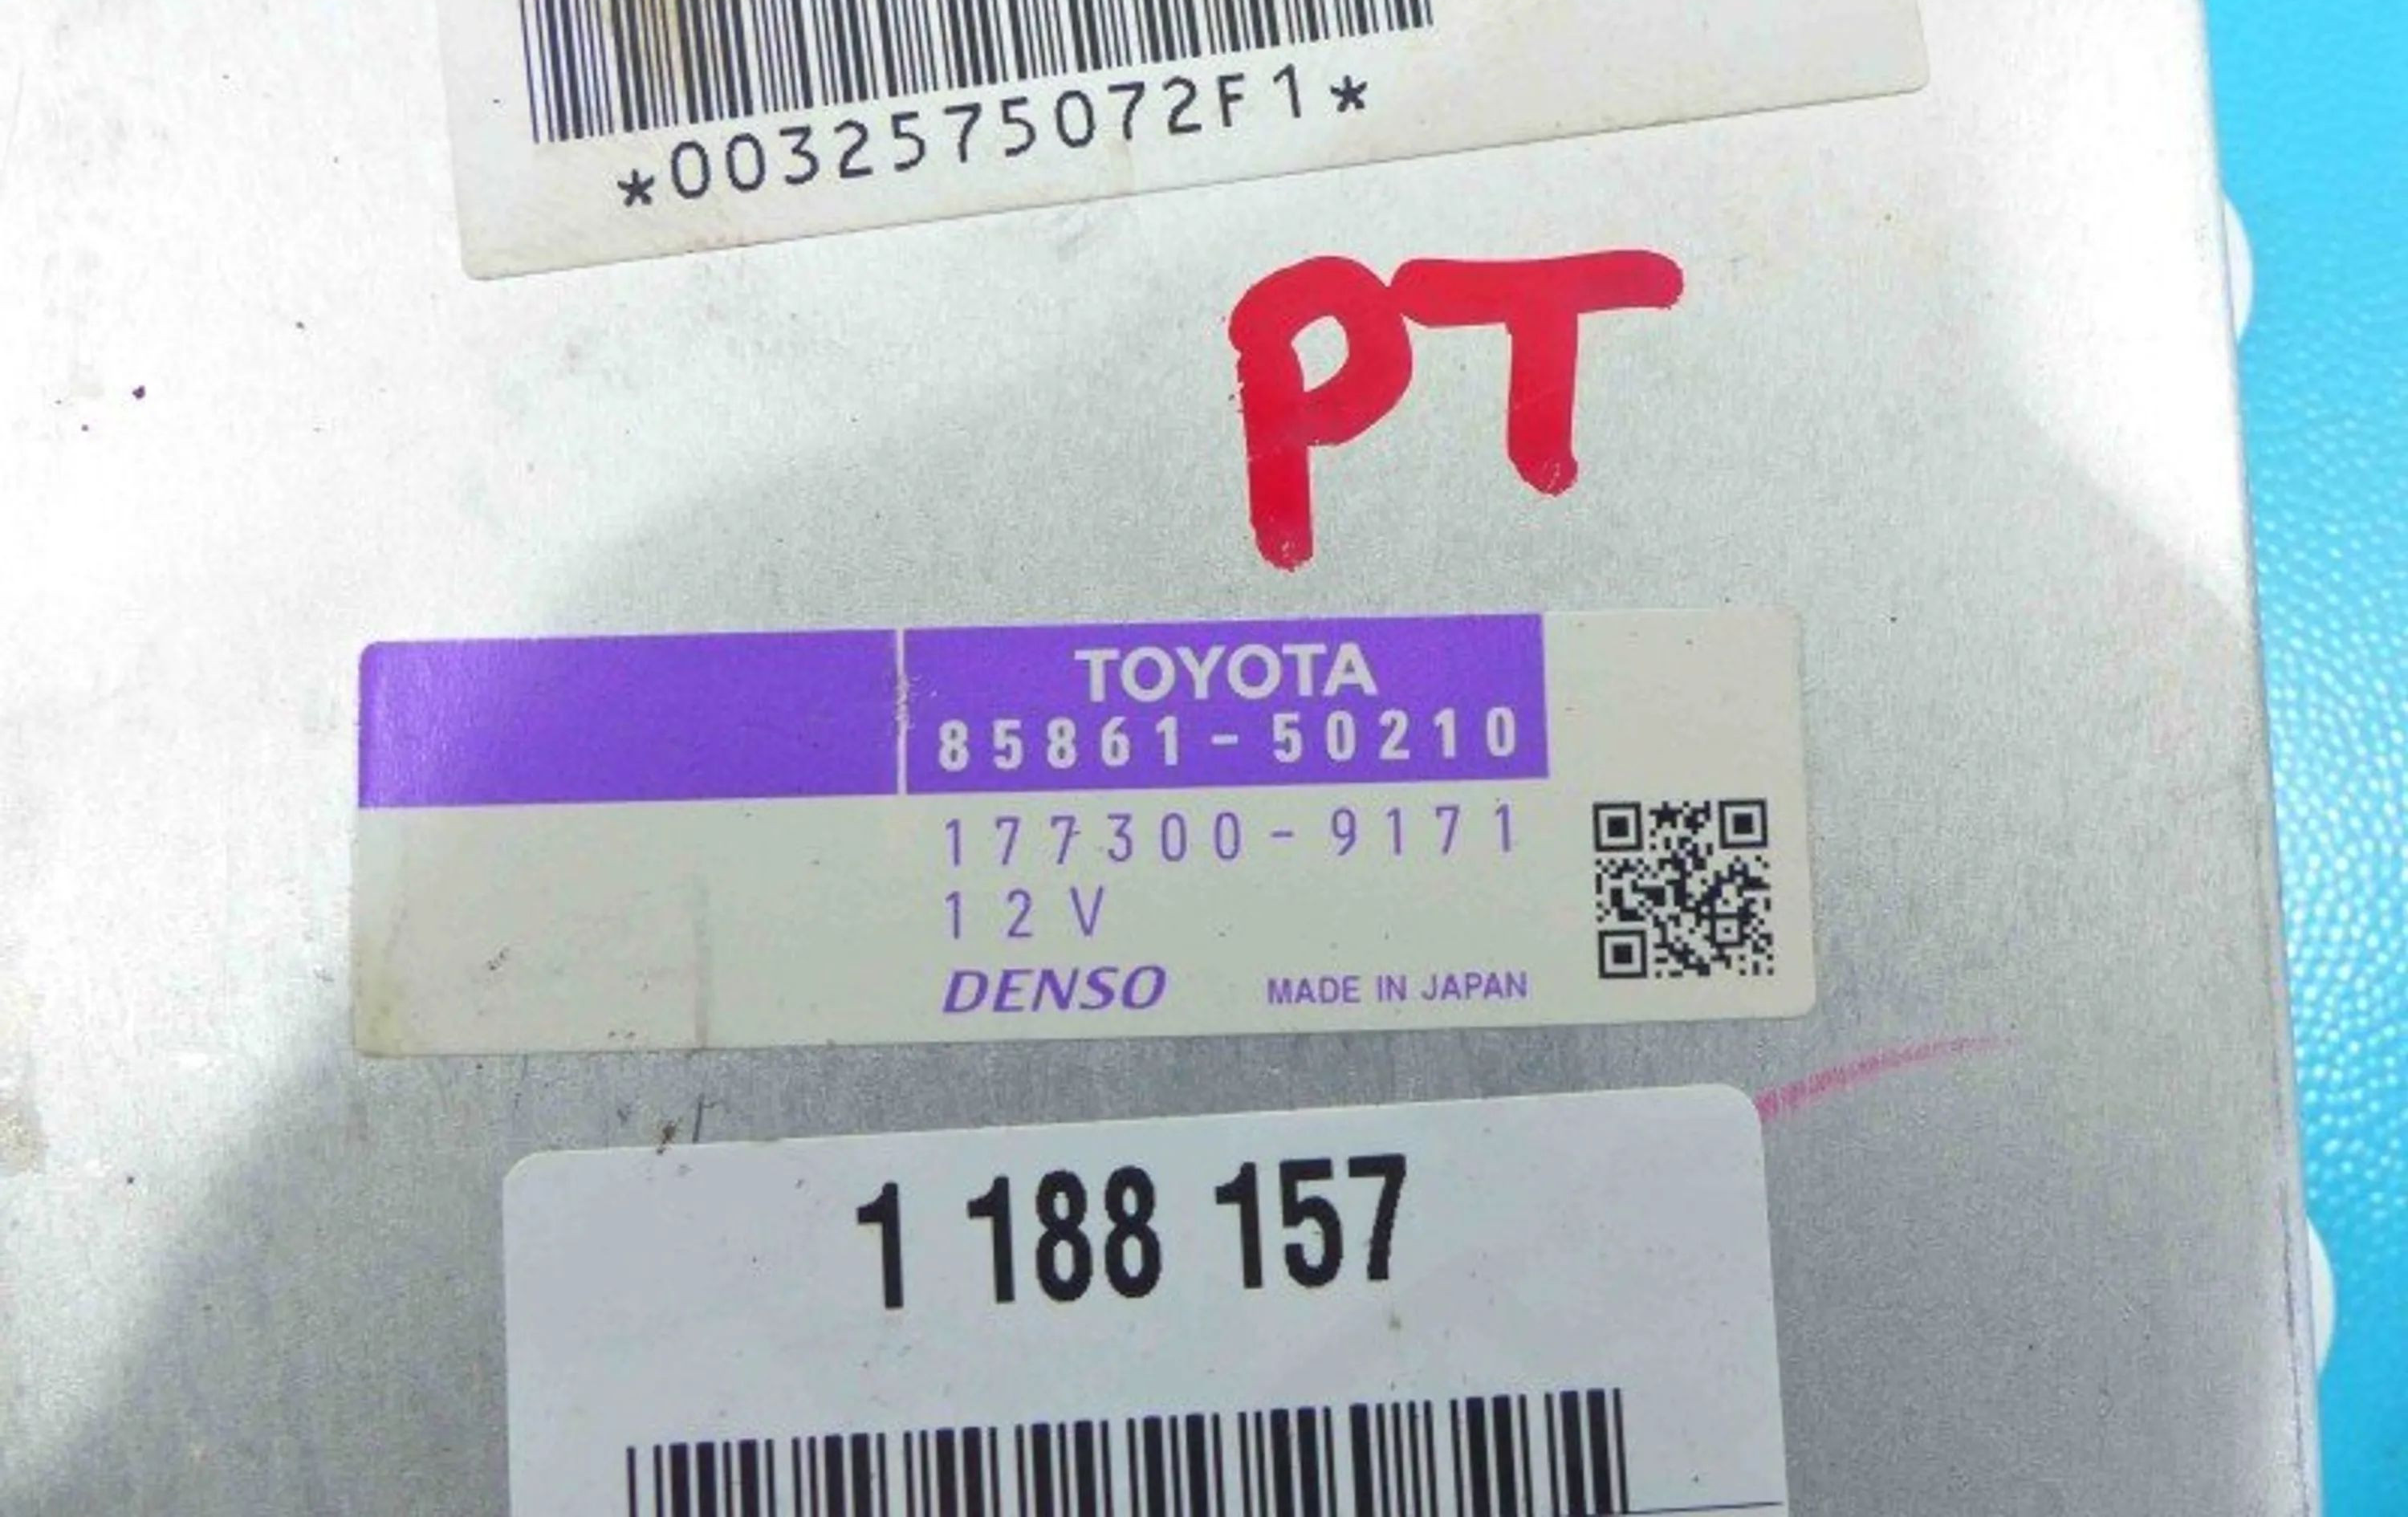 *0032575072F1*
PT
TOYOTA
85861-50210
177300-9171
12V
DENSO MADE IN JAPAN
1 188 157